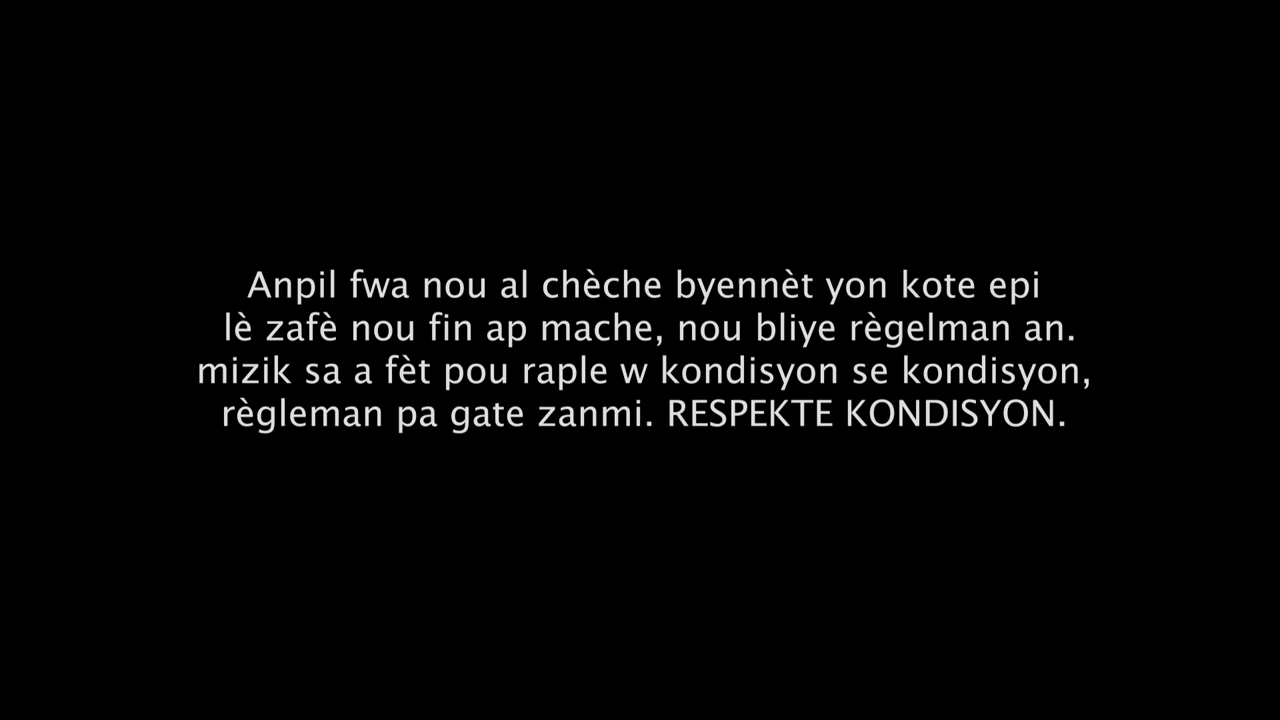 Anpil fwa nou al chèche byennèt yon kote epi
lè zafè nou fin ap mache, nou bliye règelman an.
mizik sa a fèt pou raple w kondisyon se kondisyon,
règleman pa gate zanmi. RESPEKTE KONDISYON.